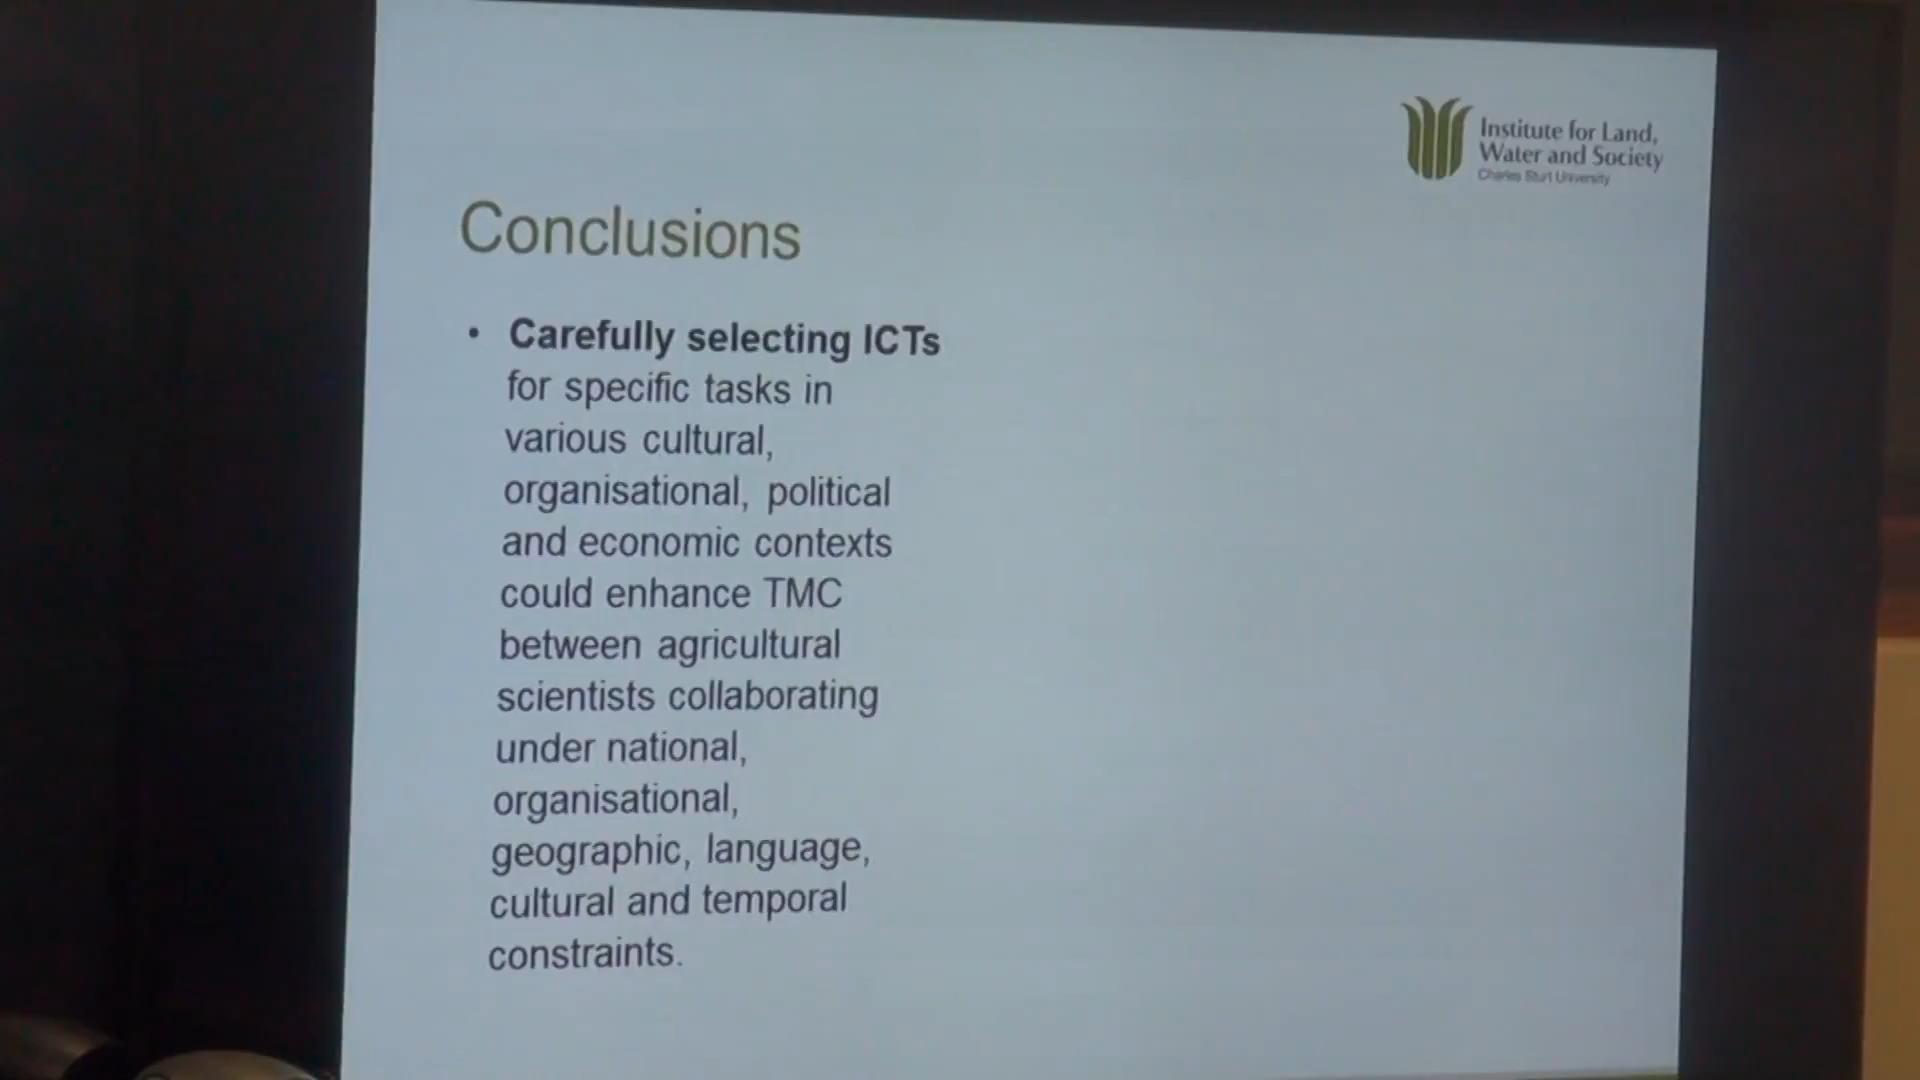 Institute for Land,
Water and Society
Charles Sturt University
Conclusions
• Carefully selecting ICTs
for specific tasks in
various cultural,
organisational, political
and economic contexts
could enhance TMC
between agricultural
scientists collaborating
under national,
organisational,
geographic, language,
cultural and temporal
constraints.